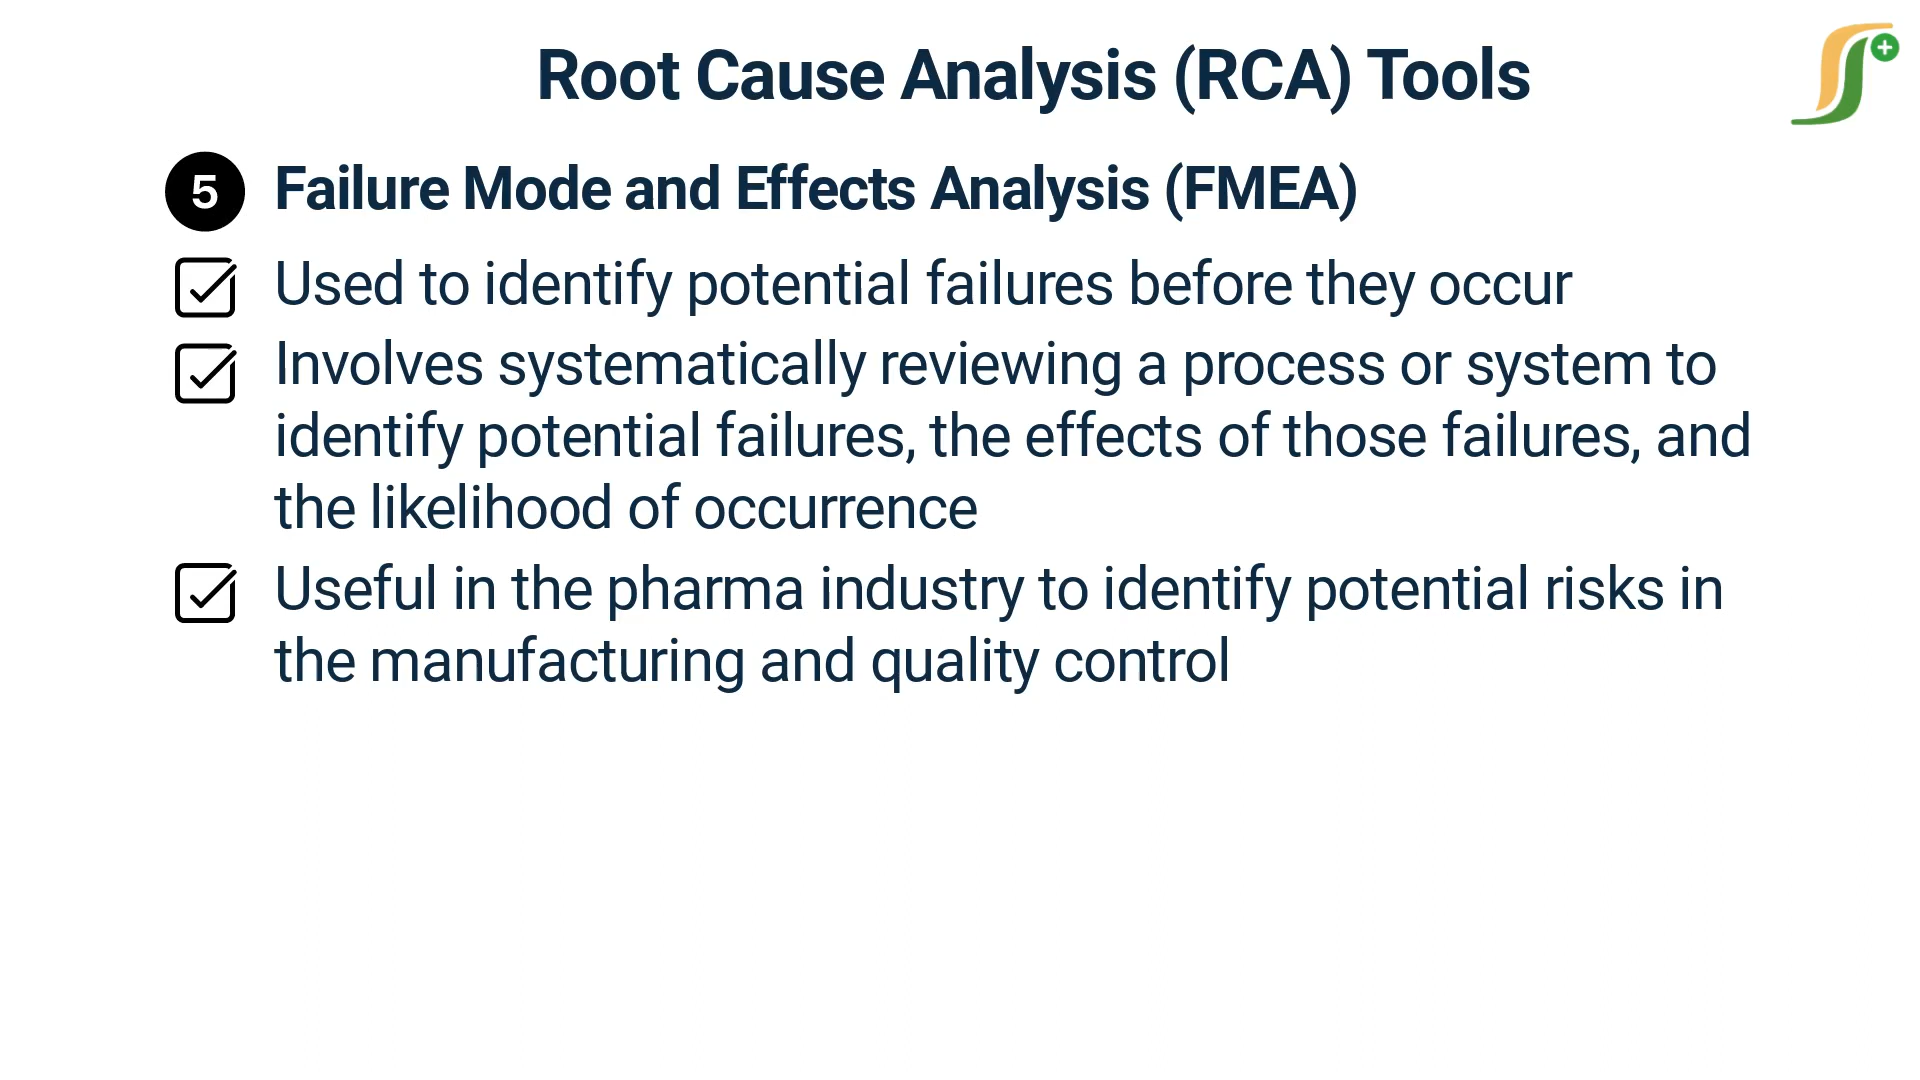 Root Cause Analysis (RCA) Tools
5 Failure Mode and Effects Analysis (FMEA)
Used to identify potential failures before they occur
Involves systematically reviewing a process or system to
identify potential failures, the effects of those failures, and
the likelihood of occurrence
Useful in the pharma industry to identify potential risks in
the manufacturing and quality control